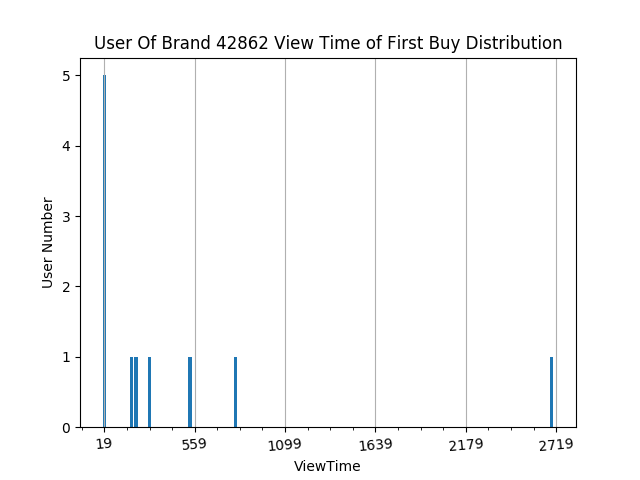 User Of Brand 42862 View Time of First Buy Distribution
5
4
3
2
1
0
User Number
19 559 1099 1639 2179 2719
ViewTime